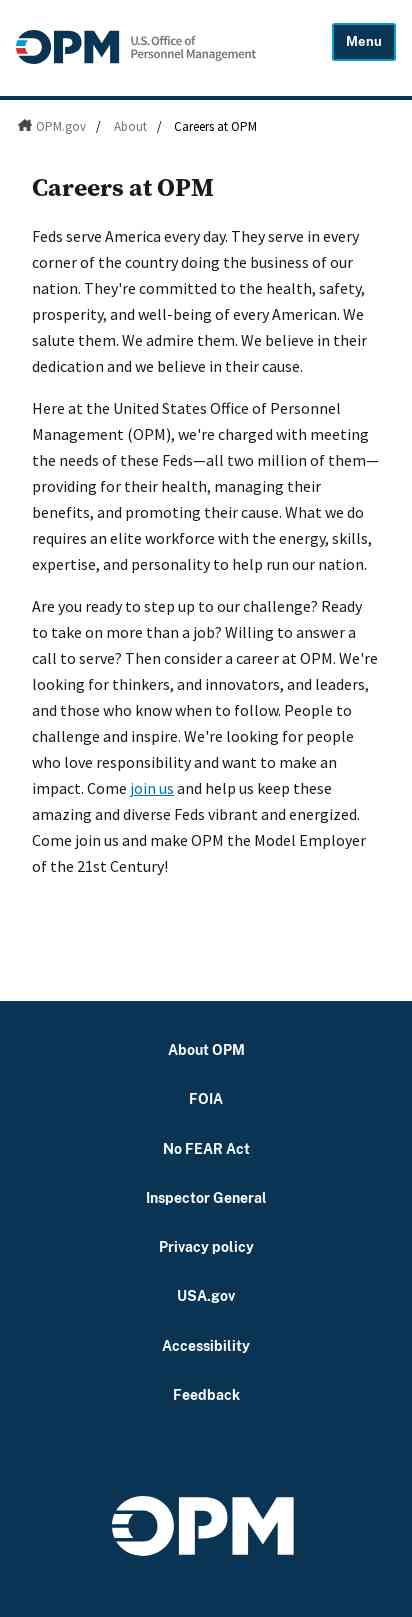 OPM U.S. Office of
Personnel Management
Menu
OPM.gov / About / Careers at OPM
Careers at OPM
Feds serve America every day. They serve in every
corner of the country doing the business of our
nation. They're committed to the health, safety,
prosperity, and well-being of every American. We
salute them. We admire them. We believe in their
dedication and we believe in their cause.
Here at the United States Office of Personnel
Management (OPM), we're charged with meeting
the needs of these Feds—all two million of them—
providing for their health, managing their
benefits, and promoting their cause. What we do
requires an elite workforce with the energy, skills,
expertise, and personality to help run our nation.
Are you ready to step up to our challenge? Ready
to take on more than a job? Willing to answer a
call to serve? Then consider a career at OPM. We're
looking for thinkers, and innovators, and leaders,
and those who know when to follow. People to
challenge and inspire. We're looking for people
who love responsibility and want to make an
impact. Come join us and help us keep these
amazing and diverse Feds vibrant and energized.
Come join us and make OPM the Model Employer
of the 21st Century!
About OPM
FOIA
No FEAR Act
Inspector General
Privacy policy
USA.gov
Accessibility
Feedback
OPM